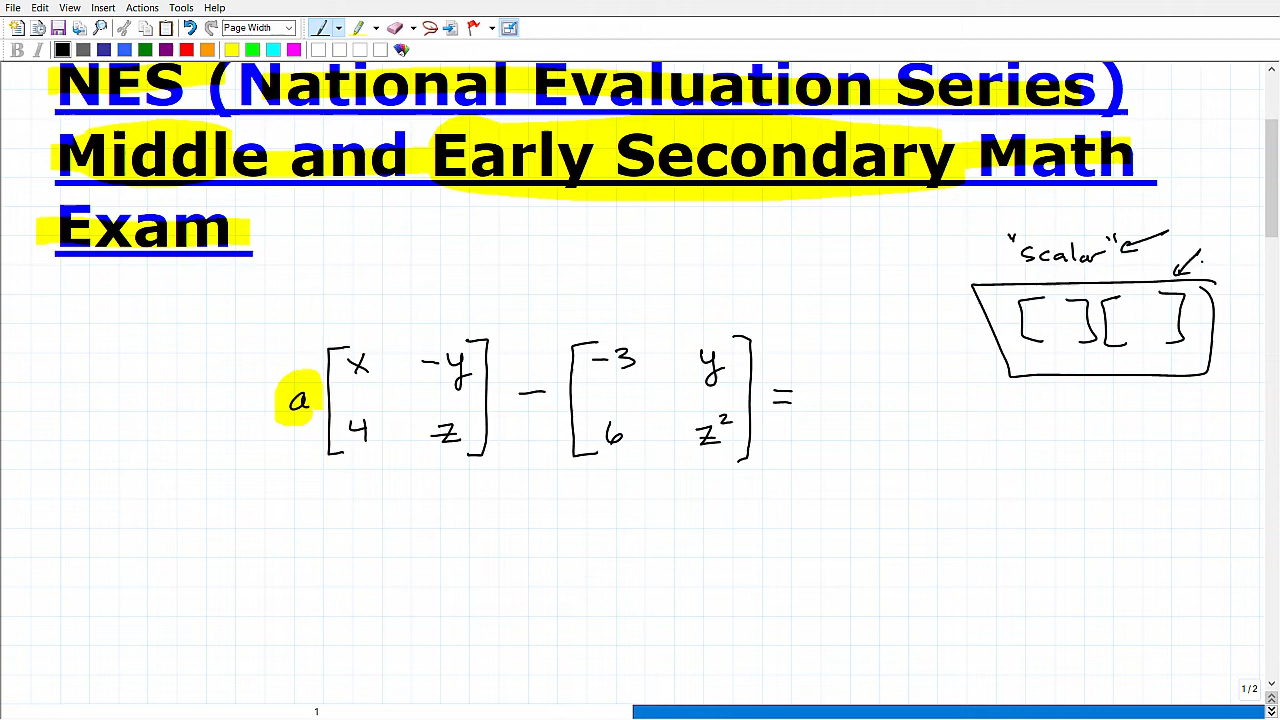 File Edit View Insert Actions Tools Help
Page Width
B I
NES (National Evaluation Series)
Middle and Early Secondary Math
Exam
"scalar"
[ ] [ ]
a [ x -y ] - [ -3 y ] =
[ 4 z ] [ 6 z² ]
1/2
1